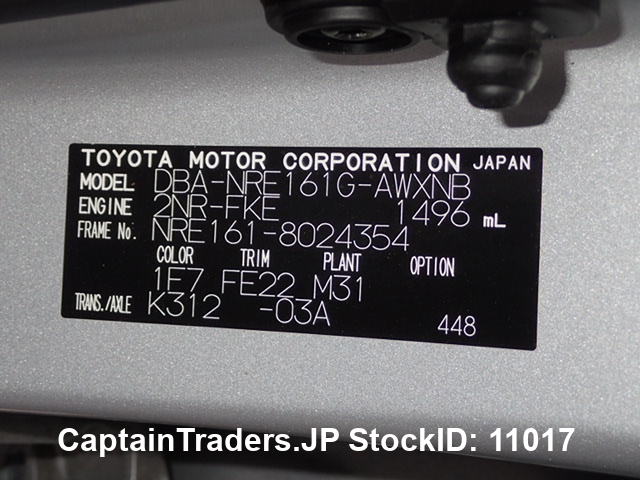 TOYOTA MOTOR CORPORATION JAPAN
MODEL DBA-NRE161G-AWXNB
ENGINE 2NR-FKE 1496 mL
FRAME No. NRE161-8024354
COLOR TRIM PLANT OPTION
1E7 FE22 M31
TRANS./AXLE K312 -03A
448
CaptainTraders.JP StockID: 11017